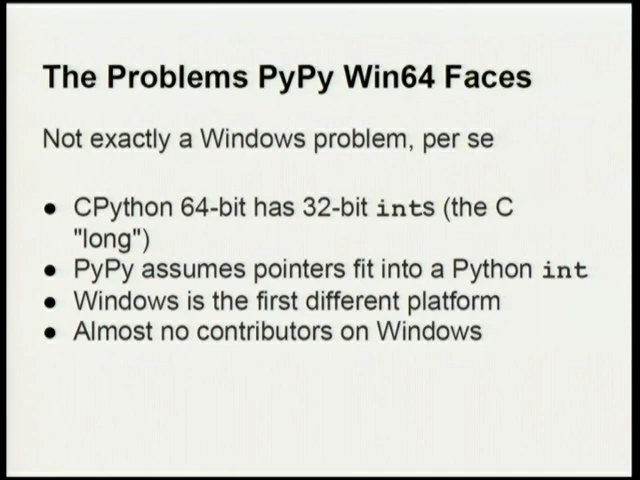 The Problems PyPy Win64 Faces
Not exactly a Windows problem, per se
● CPython 64-bit has 32-bit ints (the C
"long")
● PyPy assumes pointers fit into a Python int
● Windows is the first different platform
● Almost no contributors on Windows